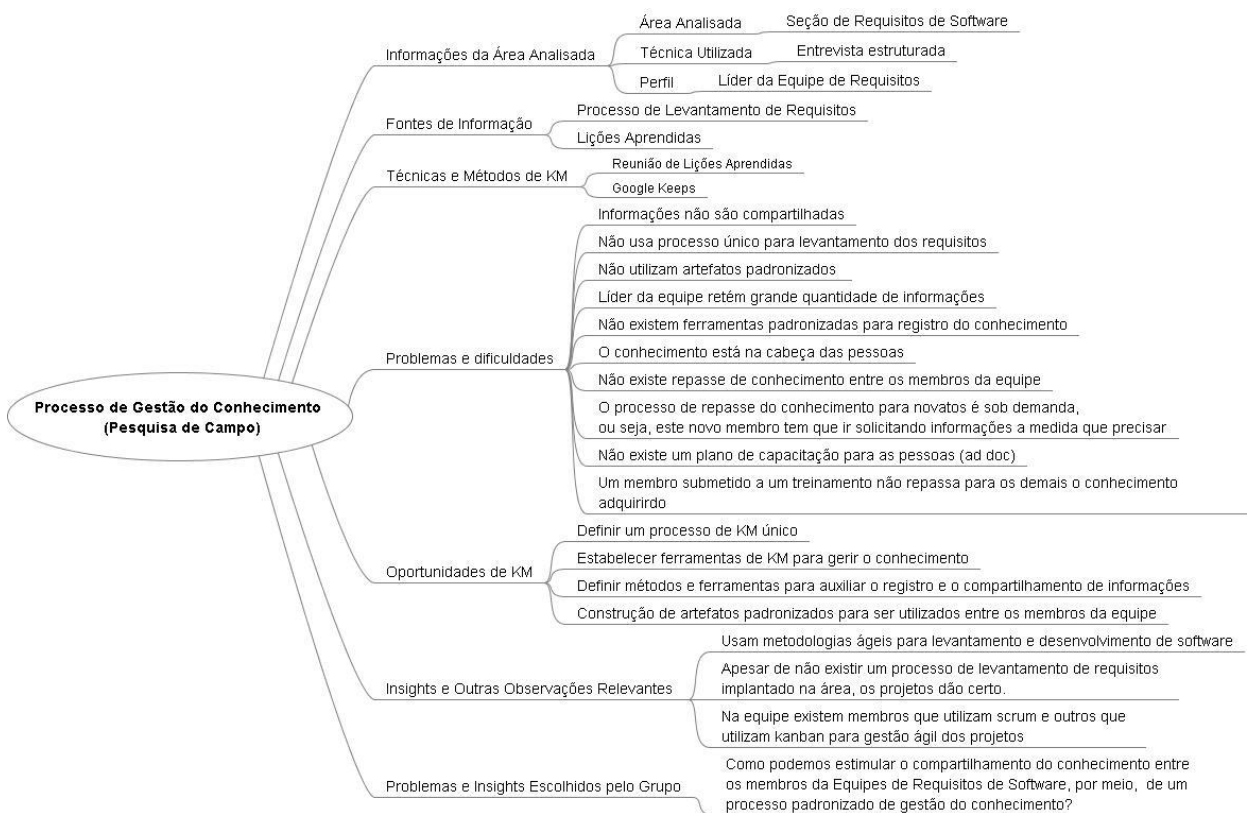 Processo de Gestão do Conhecimento
(Pesquisa de Campo)
Informações da Área Analisada
Área Analisada
Seção de Requisitos de Software
Técnica Utilizada
Entrevista estruturada
Perfil
Líder da Equipe de Requisitos
Fontes de Informação
Processo de Levantamento de Requisitos
Lições Aprendidas
Técnicas e Métodos de KM
Reunião de Lições Aprendidas
Google Keeps
Problemas e dificuldades
Informações não são compartilhadas
Não usa processo único para levantamento dos requisitos
Não utilizam artefatos padronizados
Líder da equipe retém grande quantidade de informações
Não existem ferramentas padronizadas para registro do conhecimento
O conhecimento está na cabeça das pessoas
Não existe repasse de conhecimento entre os membros da equipe
O processo de repasse do conhecimento para novatos é sob demanda,
ou seja, este novo membro tem que ir solicitando informações a medida que precisar
Não existe um plano de capacitação para as pessoas (ad doc)
Um membro submetido a um treinamento não repassa para os demais o conhecimento
adquirirdo
Oportunidades de KM
Definir um processo de KM único
Estabelecer ferramentas de KM para gerir o conhecimento
Definir métodos e ferramentas para auxiliar o registro e o compartilhamento de informações
Construção de artefatos padronizados para ser utilizados entre os membros da equipe
Insights e Outras Observações Relevantes
Usam metodologias ágeis para levantamento e desenvolvimento de software
Apesar de não existir um processo de levantamento de requisitos
implantado na área, os projetos dão certo.
Na equipe existem membros que utilizam scrum e outros que
utilizam kanban para gestão ágil dos projetos
Problemas e Insights Escolhidos pelo Grupo
Como podemos estimular o compartilhamento do conhecimento entre
os membros da Equipes de Requisitos de Software, por meio, de um
processo padronizado de gestão do conhecimento?